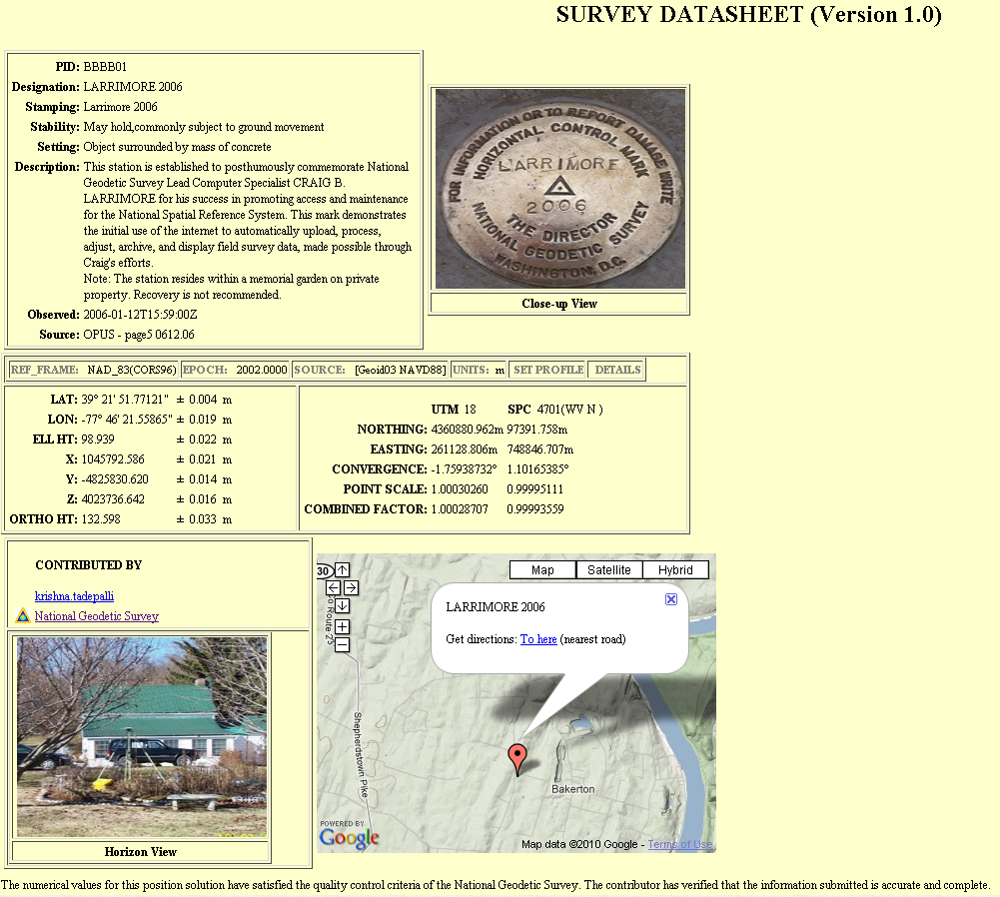 SURVEY DATASHEET (Version 1.0)
PID: BBBB01
Designation: LARRIMORE 2006
Stamping: Larrimore 2006
Stability: May hold,commonly subject to ground movement
Setting: Object surrounded by mass of concrete
Description: This station is established to posthumously commemorate National
Geodetic Survey Lead Computer Specialist CRAIG B.
LARRIMORE for his success in promoting access and maintenance
for the National Spatial Reference System. This mark demonstrates
the initial use of the internet to automatically upload, process,
adjust, archive, and display field survey data, made possible through
Craig's efforts.
Note: The station resides within a memorial garden on private
property. Recovery is not recommended.
Observed: 2006-01-12T15:59:00Z
Source: OPUS - page5 0612.06
FOR INFORMATION OR TO REPORT DAMAGE WRITE
HORIZONTAL CONTROL MARK
LARRIMORE
2006
THE DIRECTOR
NATIONAL GEODETIC SURVEY
WASHINGTON, D.C.
Close-up View
REF_FRAME: NAD_83(CORS96) EPOCH: 2002.0000 SOURCE: [Geoid03 NAVD88] UNITS: m SET PROFILE DETAILS
LAT: 39° 21' 51.77121" ± 0.004 m
LON: -77° 46' 21.55865" ± 0.019 m
ELL HT: 98.939 ± 0.022 m
X: 1045792.586 ± 0.021 m
Y: -4825830.620 ± 0.014 m
Z: 4023736.642 ± 0.016 m
ORTHO HT: 132.598 ± 0.033 m
UTM 18 SPC 4701(WV N )
NORTHING: 4360880.962m 97391.758m
EASTING: 261128.806m 748846.707m
CONVERGENCE: -1.75938732° 1.10165385°
POINT SCALE: 1.00030260 0.99995111
COMBINED FACTOR: 1.00028707 0.99993559
CONTRIBUTED BY
krishna.tadepalli
National Geodetic Survey
Horizon View
30
Map Satellite Hybrid
LARRIMORE 2006
Get directions: To here (nearest road)
Shepherdstown Pike
Bakerton
POWERED BY
Google
Map data ©2010 Google - Terms of Use
The numerical values for this position solution have satisfied the quality control criteria of the National Geodetic Survey. The contributor has verified that the information submitted is accurate and complete.